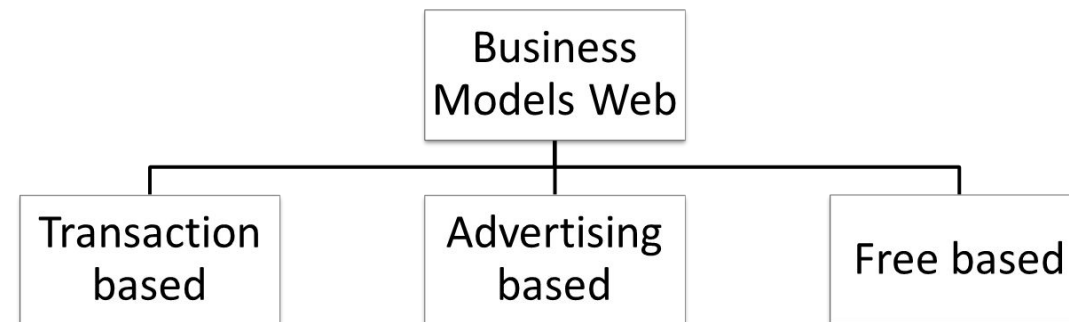 Business
Models Web
Transaction
based
Advertising
based
Free based